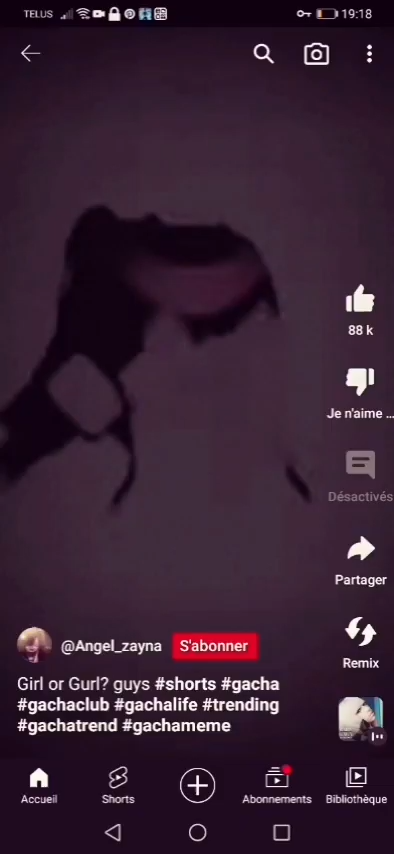 TELUS 19:18
88 k
Je n'aime ...
Désactivés
Partager
@Angel_zayna S'abonner
Remix
Girl or Gurl? guys #shorts #gacha
#gachaclub #gachalife #trending
#gachatrend #gachameme
Accueil Shorts Abonnements Bibliothèque